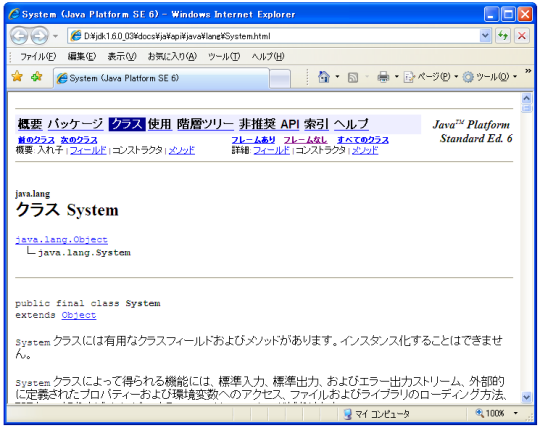 System (Java Platform SE 6) - Windows Internet Explorer
D:¥jdk1.6.0_03¥docs¥ja¥api¥java¥lang¥System.html
ファイル(F) 編集(E) 表示(V) お気に入り(A) ツール(T) ヘルプ(H)
System (Java Platform SE 6)
ページ(P) ツール(O)
概要 パッケージ クラス 使用 階層ツリー 非推奨 API 索引 ヘルプ
Java™ Platform
Standard Ed. 6
前のクラス 次のクラス フレームあり フレームなし すべてのクラス
概要: 入れ子 | フィールド | コンストラクタ | メソッド 詳細: フィールド | コンストラクタ | メソッド
java.lang
クラス System
java.lang.Object
java.lang.System
public final class System
extends Object
System クラスには有用なクラスフィールドおよびメソッドがあります。インスタンス化することはできませ
ん。
System クラスによって得られる機能には、標準入力、標準出力、およびエラー出力ストリーム、外部的
に定義されたプロパティーおよび環境変数へのアクセス、ファイルおよびライブラリのローディング方法、
マイ コンピュータ
100%